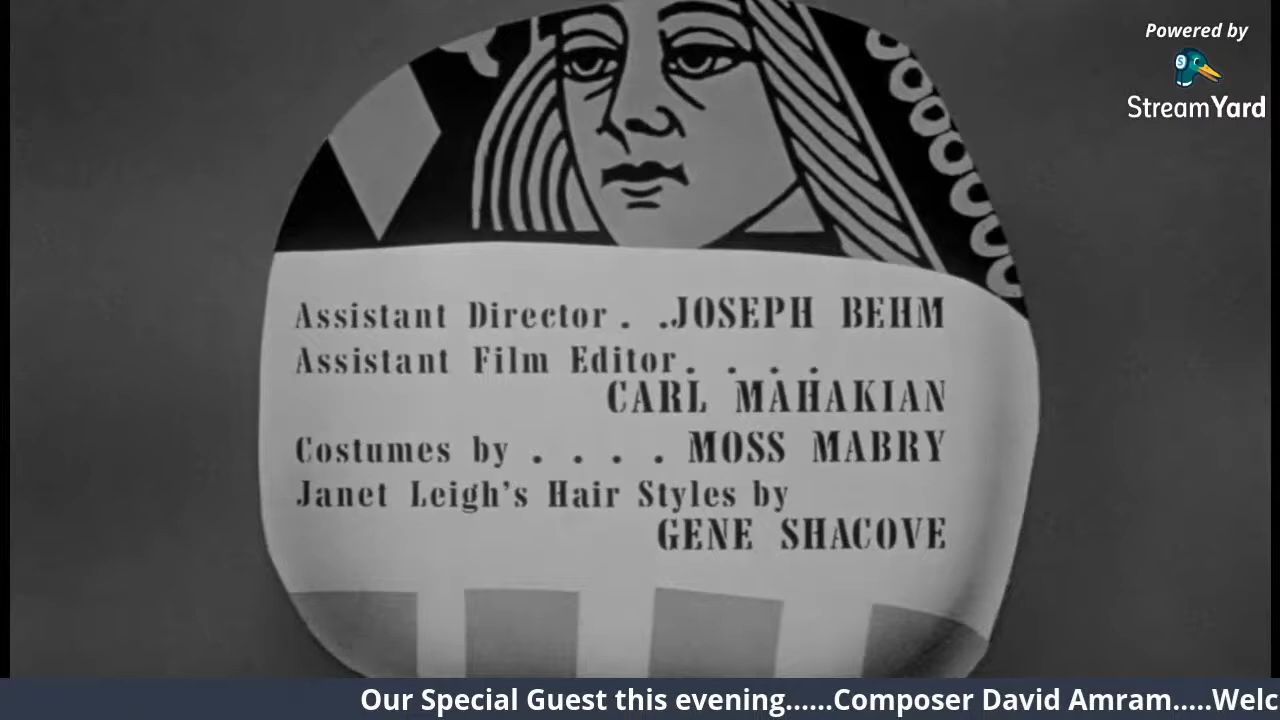 Powered by
StreamYard
Assistant Director . .JOSEPH BEHM
Assistant Film Editor. . . .
CARL MAHAKIAN
Costumes by . . . . MOSS MABRY
Janet Leigh's Hair Styles by
GENE SHACOVE
Our Special Guest this evening......Composer David Amram.....Welc